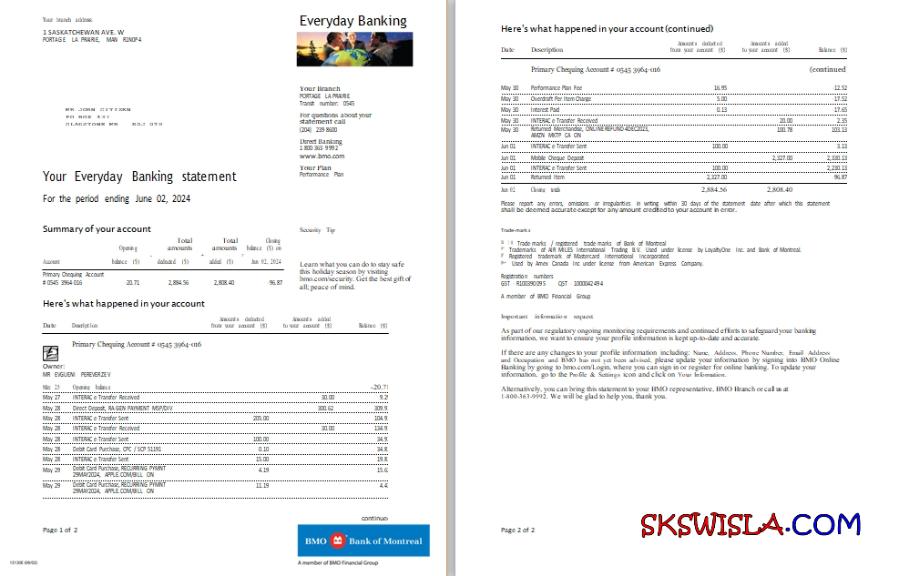 Your branch address
1 SASKATCHEWAN AVE. W
PORTAGE LA PRAIRIE, MAN R1N0P4
MR JOHN CITIZEN
PO BOX 531
GLADSTONE MB
Everyday Banking
Your Branch
PORTAGE LA PRAIRIE
Transit number: 0545
For questions about your
statement call
(204) 239 8600
Direct Banking
1 800 363 9992
www.bmo.com
Your Plan
Performance Plan
Your Everyday Banking statement
For the period ending June 02, 2024
Summary of your account
Opening Total amounts Total amounts Closing balance ($) on
Account balance ($) deducted ($) added ($) Jun 02, 2024
Primary Chequing Account
# 0545 3964-016 20.71 2,884.56 2,808.40 96.87
Security Tip
Learn what you can do to stay safe
this holiday season by visiting
bmo.com/security. Get the best gift of
all; peace of mind.
Here's what happened in your account
Amounts deducted Amounts added
Date Description from your account ($) to your account ($) Balance ($)
Primary Chequing Account # 0545 3964-016
Owner:
MR EVGUENI PEREVERZEV
Opening balance -20.71
May 27 INTERAC e-Transfer Received 30.00 9.2
May 28 Direct Deposit, RA-GEN PAYMENT MSP/DIV 300.62 309.9
May 28 INTERAC e-Transfer Sent 205.00 104.9
May 28 INTERAC e-Transfer Received 30.00 134.9
May 28 INTERAC e-Transfer Sent 100.00 34.9
May 28 Debit Card Purchase, CPC / SCP 51191 0.10 34.8
May 28 INTERAC e-Transfer Sent 15.00 19.8
May 29 Debit Card Purchase, RECURRING PYMNT 4.19 15.6
29MAY2024, APPLE.COM/BILL ON
May 29 Debit Card Purchase, RECURRING PYMNT 11.19 4.4
29MAY2024, APPLE.COM/BILL ON
continue
Page 1 of 2
BMO Bank of Montreal
A member of BMO Financial Group
Here's what happened in your account (continued)
Amounts deducted Amounts added
Date Description from your account ($) to your account ($) Balance ($)
Primary Chequing Account # 0545 3964-016 (continued
May 30 Performance Plan Fee 16.95 -12.52
May 30 Overdraft Per Item Charge 5.00 17.52
May 30 Interest Paid 0.13 17.65
May 30 INTERAC e-Transfer Received 20.00 2.35
May 30 Returned Merchandise, ONLINE REFUND 4DEC2023, 100.78 103.13
AMZN MKTP CA ON
Jun 01 INTERAC e-Transfer Sent 100.00 3.13
Jun 01 Mobile Cheque Deposit 2,327.00 2,330.13
Jun 01 INTERAC e-Transfer Sent 100.00 2,230.13
Jun 01 Returned Item 2,327.00 96.87
Jun 02 Closing totals 2,884.56 2,808.40
Please report any errors, omissions or irregularities in writing within 30 days of the statement date after which this statement
shall be deemed accurate except for any amount credited to your account in error.
Trade-marks
Trade marks / registered trade marks of Bank of Montreal
Trademarks of AIR MILES International Trading B.V. Used under license by LoyaltyOne Inc. and Bank of Montreal.
registered trademark of Mastercard International Incorporated.
Used by Amex Canada Inc under license from American Express Company.
Registration numbers
GST R100390095 QST 1000042494
A member of BMO Financial Group
Important information request
As part of our regulatory ongoing monitoring requirements and continued efforts to safeguard your banking
information, we want to ensure your profile information is kept up-to-date and accurate.
If there are any changes to your profile information including: Name, Address, Phone Number, Email Address
and Occupation and BMO has not yet been advised, please update your information by signing into BMO Online
Banking by going to bmo.com/Login, where you can sign in or register for online banking. To update your
information, go to the Profile & Settings icon and click on Your Information.
Alternatively, you can bring this statement to your BMO representative, BMO Branch or call us at
1-800-363-9992. We will be glad to help you, thank you.
Page 2 of 2
SKSWISLA.COM